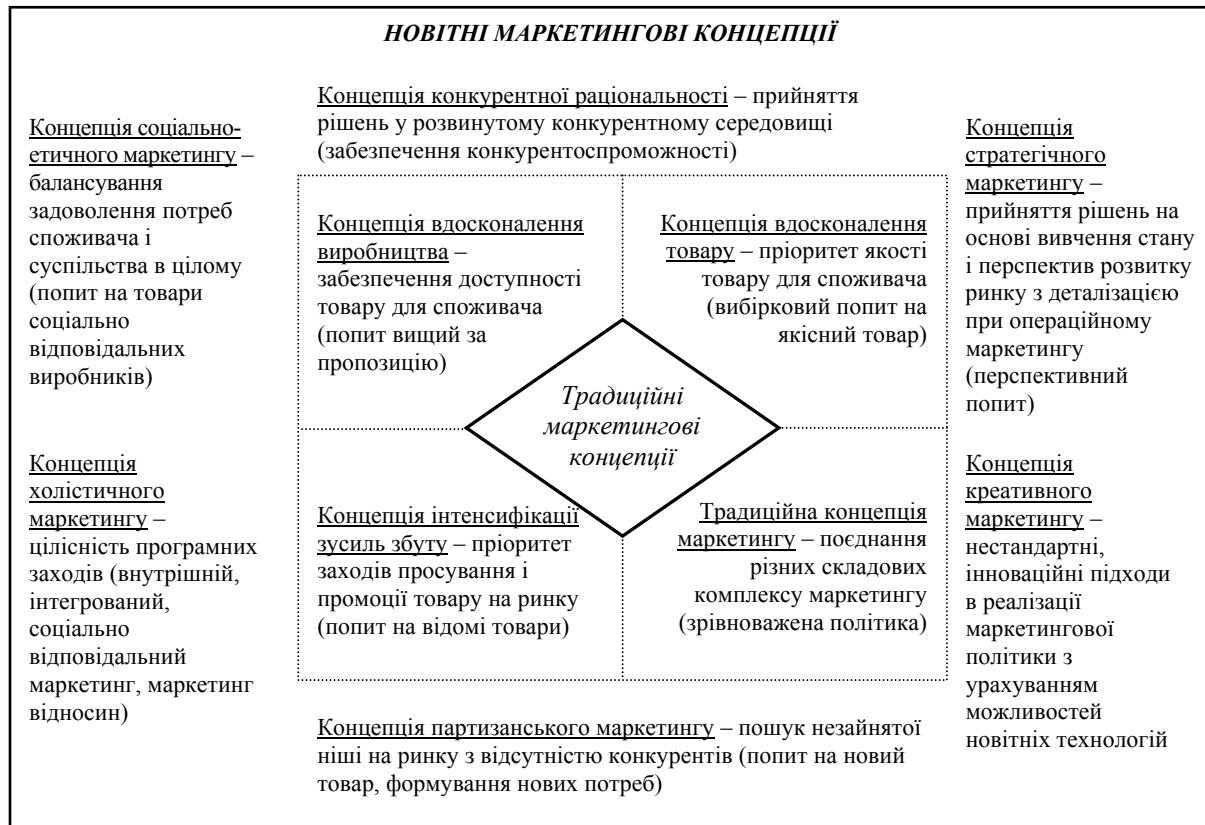 НОВІТНІ МАРКЕТИНГОВІ КОНЦЕПЦІЇ
Концепція конкурентної раціональності – прийняття
рішень у розвинутому конкурентному середовищі
(забезпечення конкурентоспроможності)
Концепція соціально-
етичного маркетингу –
балансування
задоволення потреб
споживача і
суспільства в цілому
(попит на товари
соціально
відповідальних
виробників)
Концепція вдосконалення
виробництва –
забезпечення доступності
товару для споживача
(попит вищий за
пропозицію)
Концепція вдосконалення
товару – пріоритет якості
товару для споживача
(вибірковий попит на
якісний товар)
Концепція
стратегічного
маркетингу –
прийняття рішень на
основі вивчення стану
і перспектив розвитку
ринку з деталізацією
при операційному
маркетингу
(перспективний
попит)
Традиційні
маркетингові
концепції
Концепція
холістичного
маркетингу –
цілісність програмних
заходів (внутрішній,
інтегрований,
соціально
відповідальний
маркетинг, маркетинг
відносин)
Концепція інтенсифікації
зусиль збуту – пріоритет
заходів просування і
промоції товару на ринку
(попит на відомі товари)
Традиційна концепція
маркетингу – поєднання
різних складових
комплексу маркетингу
(зрівноважена політика)
Концепція
креативного
маркетингу –
нестандартні,
інноваційні підходи
в реалізації
маркетингової
політики з
урахуванням
можливостей
новітніх технологій
Концепція партизанського маркетингу – пошук незайнятої
ніші на ринку з відсутністю конкурентів (попит на новий
товар, формування нових потреб)